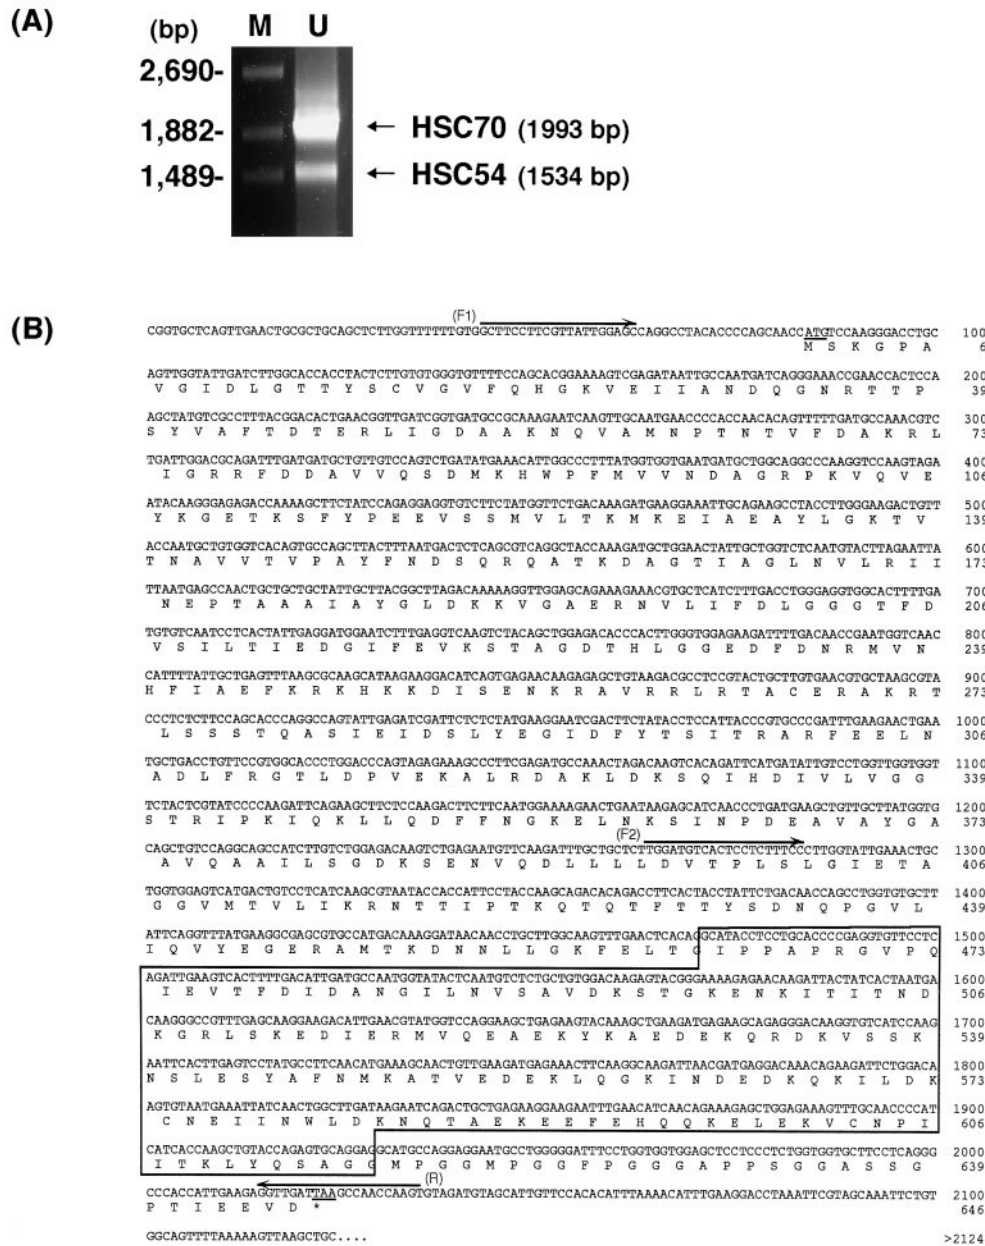 (A)
(bp) M U
2,690-
1,882- ← HSC70 (1993 bp)
1,489- ← HSC54 (1534 bp)
(B)
(F1)
CGGTGCTCAGTTGAACTGCGCTGCAGCTCTTGGTTTTTTGTGGCTTCCTTCGTTATTGGAGCCAGGCCTACACCCCAGCAACCATGTCCAAGGGACCTGC 100
M S K G P A 6
AGTTGGTATTGATCTTGGCACCACCTACTCTTGTGTGGGTGTTTTCCAGCACGGAAAAGTCGAGATAATTGCCAATGATCAGGGAAACCGAACCACTCCA 200
V G I D L G T T Y S C V G V F Q H G K V E I I A N D Q G N R T T P 39
AGCTATGTCGCCTTTACGGACACTGAACGGTTGATCGGTGATGCCGCAAAGAATCAAGTTGCAATGAACCCCACCAACACAGTTTTTGATGCCAAACGTC 300
S Y V A F T D T E R L I G D A A K N Q V A M N P T N T V F D A K R L 73
TGATTGGACGCAGATTTGATGATGCTGTTGTCCAGTCTGATATGAAACATTGGCCCTTTATGGTGGTGAATGATGCTGGCAGGCCCAAGGTCCAAGTAGA 400
I G R R F D D A V V Q S D M K H W P F M V V N D A G R P K V Q V E 106
ATACAAGGGAGAGACCAAAAGCTTCTATCCAGAGGAGGTGTCTTCTATGGTTCTGACAAAGATGAAGGAAATTGCAGAAGCCTACCTTGGGAAGACTGTT 500
Y K G E T K S F Y P E E V S S M V L T K M K E I A E A Y L G K T V 139
ACCAATGCTGTGGTCACAGTGCCAGCTTACTTTAATGACTCTCAGCGTCAGGCTACCAAAGATGCTGGAACTATTGCTGGTCTCAATGTACTTAGAATTA 600
T N A V V T V P A Y F N D S Q R Q A T K D A G T I A G L N V L R I I 173
TTAATGAGCCAACTGCTGCTGCTATTGCTTACGGCTTAGACAAAAAGGTTGGAGCAGAAAGAAACGTGCTCATCTTTGACCTGGGAGGTGGCACTTTTGA 700
N E P T A A A I A Y G L D K K V G A E R N V L I F D L G G G T F D 206
TGTGTCAATCCTCACTATTGAGGATGGAATCTTTGAGGTCAAGTCTACAGCTGGAGACACCCACTTGGGTGGAGAAGATTTTGACAACCGAATGGTCAAC 800
V S I L T I E D G I F E V K S T A G D T H L G G E D F D N R M V N 239
CATTTTATTGCTGAGTTTAAGCGCAAGCATAAGAAGGACATCAGTGAGAACAAGAGAGCTGTAAGACGCCTCCGTACTGCTTGTGAACGTGCTAAGCGTA 900
H F I A E F K R K H K K D I S E N K R A V R R L R T A C E R A K R T 273
CCCTCTCTTCCAGCACCCAGGCCAGTATTGAGATCGATTCTCTCTATGAAGGAATCGACTTCTATACCTCCATTACCCGTGCCCGATTTGAAGAACTGAA 1000
L S S S T Q A S I E I D S L Y E G I D F Y T S I T R A R F E E L N 306
TGCTGACCTGTTCCGTGGCACCCTGGACCCAGTAGAGAAAGCCCTTCGAGATGCCAAACTAGACAAGTCACAGATTCATGATATTGTCCTGGTTGGTGGT 1100
A D L F R G T L D P V E K A L R D A K L D K S Q I H D I V L V G G 339
TCTACTCGTATCCCCAAGATTCAGAAGCTTCTCCAAGACTTCTTCAATGGAAAAGAACTGAATAAGAGCATCAACCCTGATGAAGCTGTTGCTTATGGTG 1200
S T R I P K I Q K L L Q D F F N G K E L N K S I N P D E A V A Y G A 373
(F2)
CAGCTGTCCAGGCAGCCATCTTGTCTGGAGACAAGTCTGAGAATGTTCAAGATTTGCTGCTCTTGGATGTCACTCCTCTTTCCCTTGGTATTGAAACTGC 1300
A V Q A A I L S G D K S E N V Q D L L L L D V T P L S L G I E T A 406
TGGTGGAGTCATGACTGTCCTCATCAAGCGTAATACCACCATTCCTACCAAGCAGACACAGACCTTCACTACCTATTCTGACAACCAGCCTGGTGTGCTT 1400
G G V M T V L I K R N T T I P T K Q T Q T F T T Y S D N Q P G V L 439
ATTCAGGTTTATGAAGGCGAGCGTGCCATGACAAAGGATAACAACCTGCTTGGCAAGTTTGAACTCACAGGCATACCTCCTGCACCCCGAGGTGTTCCTC 1500
I Q V Y E G E R A M T K D N N L L G K F E L T G I P P A P R G V P Q 473
AGATTGAAGTCACTTTTGACATTGATGCCAATGGTATACTCAATGTCTCTGCTGTGGACAAGAGTACGGGAAAAGAGAACAAGATTACTATCACTAATGA 1600
I E V T F D I D A N G I L N V S A V D K S T G K E N K I T I T N D 506
CAAGGGCCGTTTGAGCAAGGAAGACATTGAACGTATGGTCCAGGAAGCTGAGAAGTACAAAGCTGAAGATGAGAAGCAGAGGGACAAGGTGTCATCCAAG 1700
K G R L S K E D I E R M V Q E A E K Y K A E D E K Q R D K V S S K 539
AATTCACTTGAGTCCTATGCCTTCAACATGAAAGCAACTGTTGAAGATGAGAAACTTCAAGGCAAGATTAACGATGAGGACAAACAGAAGATTCTGGACA 1800
N S L E S Y A F N M K A T V E D E K L Q G K I N D E D K Q K I L D K 573
AGTGTAATGAAATTATCAACTGGCTTGATAAGAATCAGACTGCTGAGAAGGAAGAATTTGAACATCAACAGAAAGAGCTGGAGAAAGTTTGCAACCCCAT 1900
C N E I I N W L D K N Q T A E K E E F E H Q Q K E L E K V C N P I 606
CATCACCAAGCTGTACCAGAGTGCAGGAGGCATGCCAGGAGGAATGCCTGGGGGATTTCCTGGTGGTGGAGCTCCTCCCTCTGGTGGTGCTTCCTCAGGG 2000
I T K L Y Q S A G G M P G G M P G G F P G G G A P P S G G A S S G 639
CCCACCATTGAAGAGGTTGATTAAGCCAACCAAGTGTAGATGTAGCATTGTTCCACACATTTAAAACATTTGAAGGACCTAAATTCGTAGCAAATTCTGT 2100
(R)
P T I E E V D * 646
GGCAGTTTTAAAAAGTTAAGCTGC.... >2124